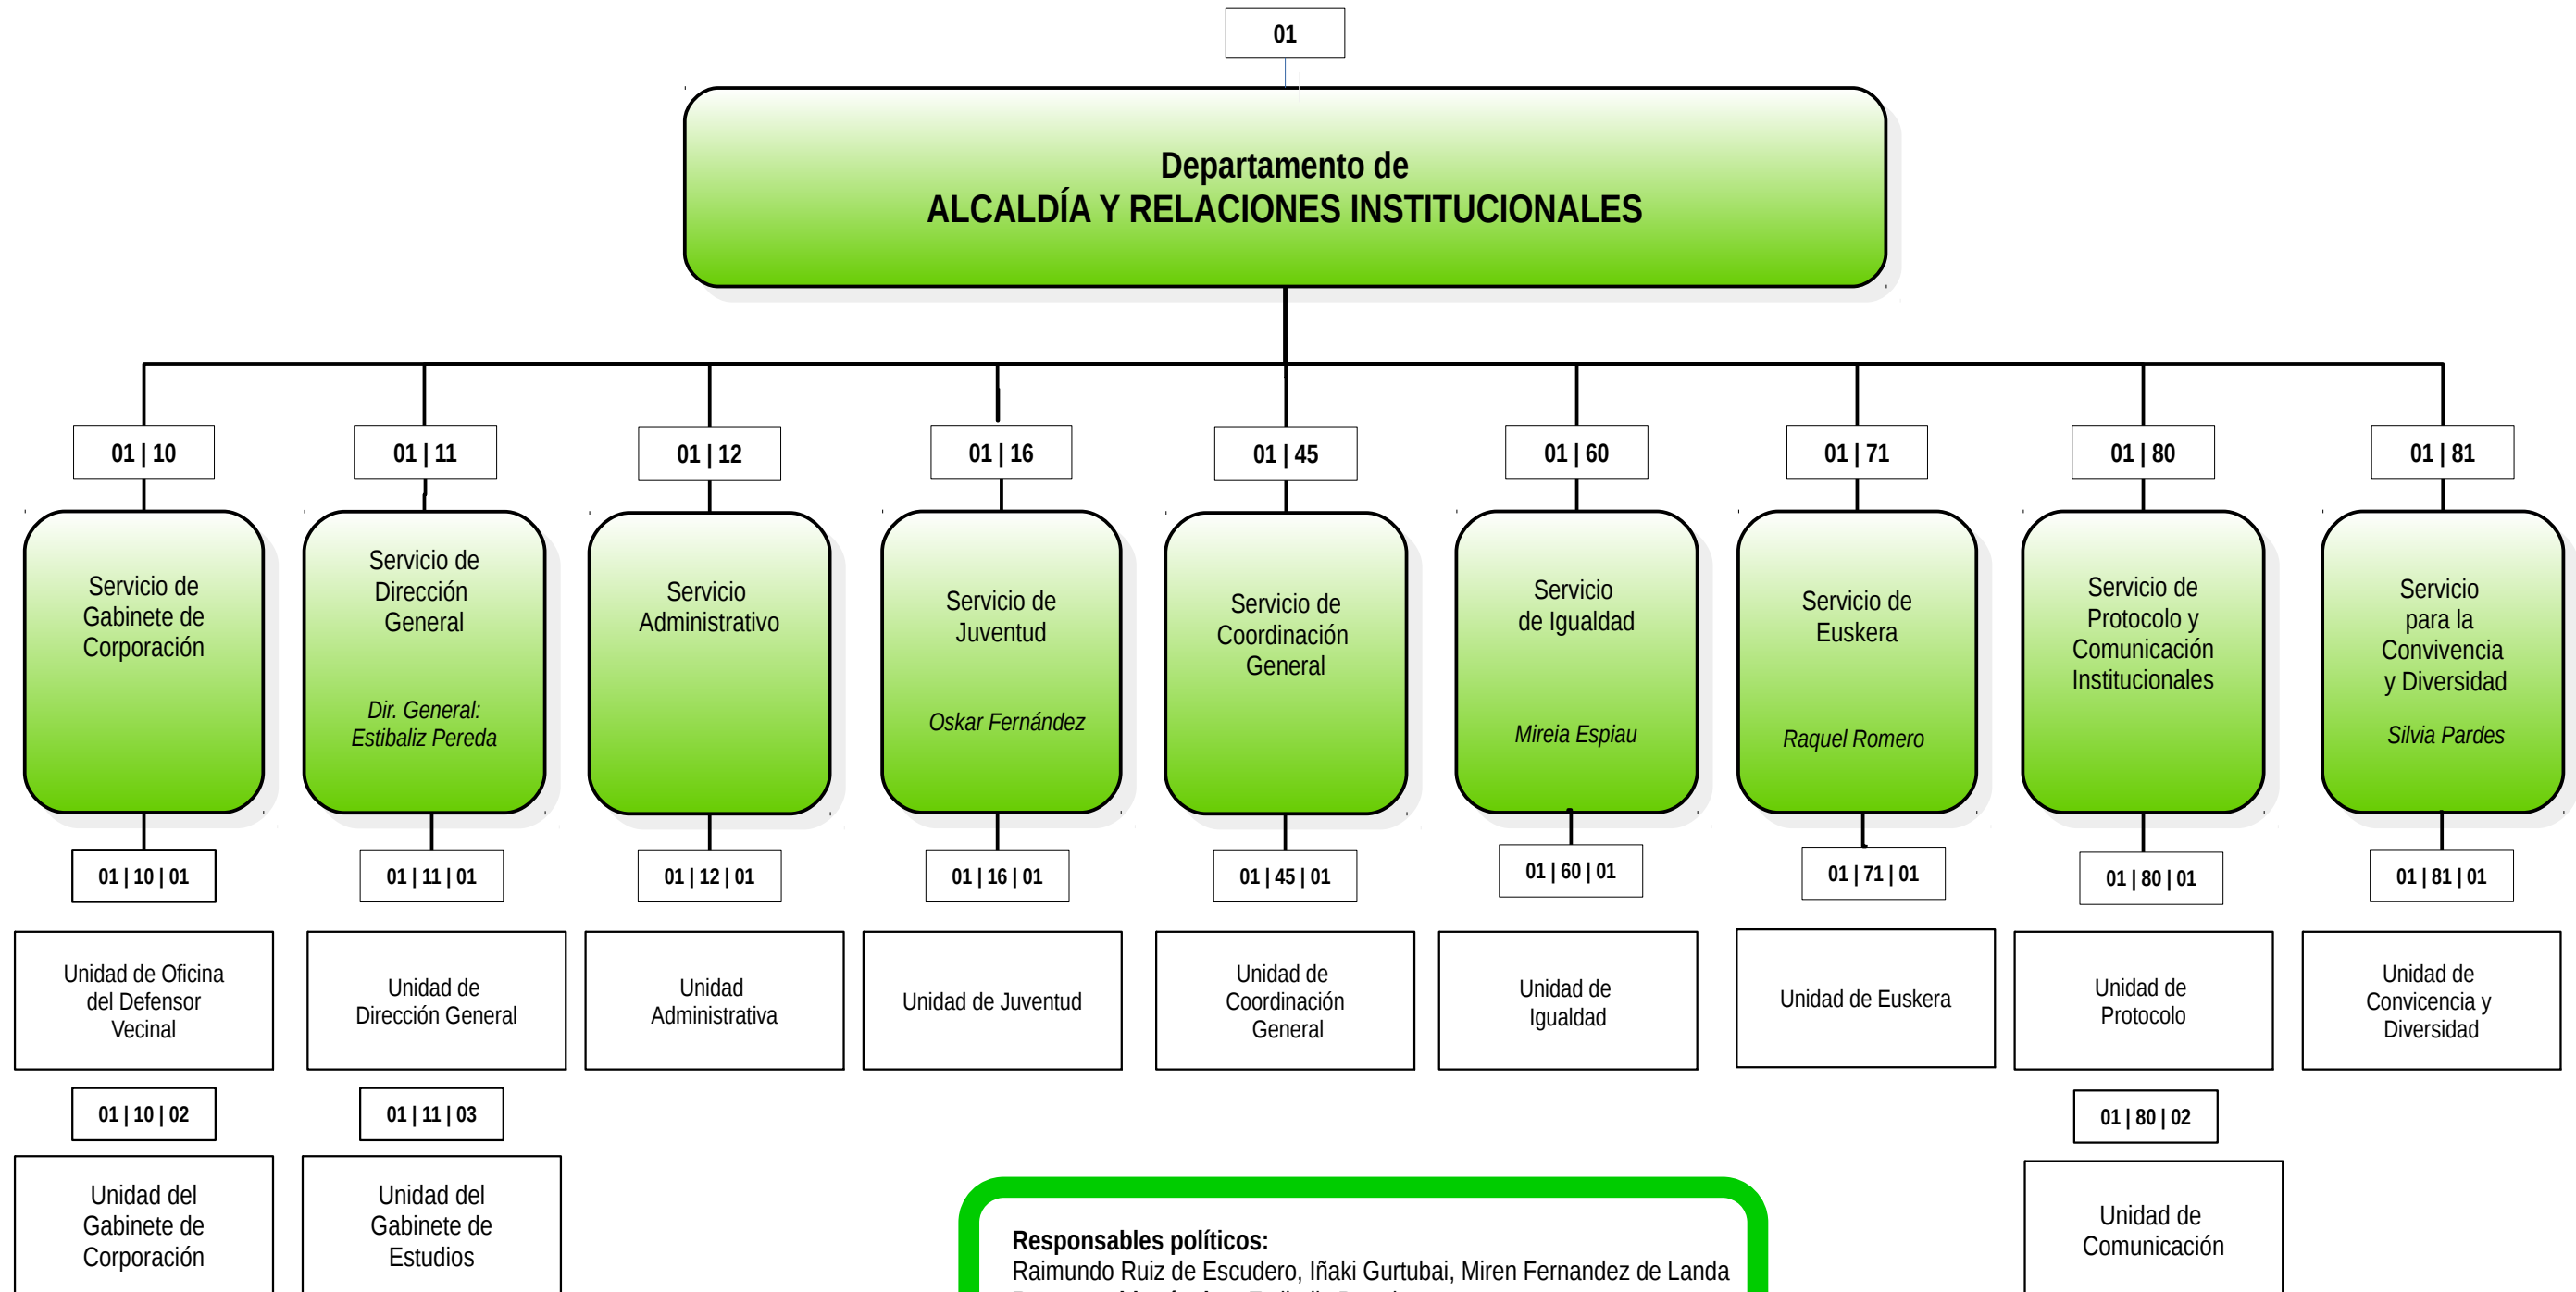 01
Departamento de
ALCALDÍA Y RELACIONES INSTITUCIONALES
01 | 10
01 | 11
01 | 12
01 | 16
01 | 45
01 | 60
01 | 71
01 | 80
01 | 81
Servicio de
Gabinete de
Corporación
Servicio de
Dirección
General
Dir. General:
Estibaliz Pereda
Servicio
Administrativo
Servicio de
Juventud
Oskar Fernández
Servicio de
Coordinación
General
Servicio
de Igualdad
Mireia Espiau
Servicio de
Euskera
Raquel Romero
Servicio de
Protocolo y
Comunicación
Institucionales
Servicio
para la
Convivencia
y Diversidad
Silvia Pardes
01 | 10 | 01
01 | 11 | 01
01 | 12 | 01
01 | 16 | 01
01 | 45 | 01
01 | 60 | 01
01 | 71 | 01
01 | 80 | 01
01 | 81 | 01
Unidad de Oficina
del Defensor
Vecinal
Unidad de
Dirección General
Unidad
Administrativa
Unidad de Juventud
Unidad de
Coordinación
General
Unidad de
Igualdad
Unidad de Euskera
Unidad de
Protocolo
Unidad de
Convicencia y
Diversidad
01 | 10 | 02
01 | 11 | 03
01 | 80 | 02
Unidad del
Gabinete de
Corporación
Unidad del
Gabinete de
Estudios
Unidad de
Comunicación
Responsables políticos:
Raimundo Ruiz de Escudero, Iñaki Gurtubai, Miren Fernandez de Landa